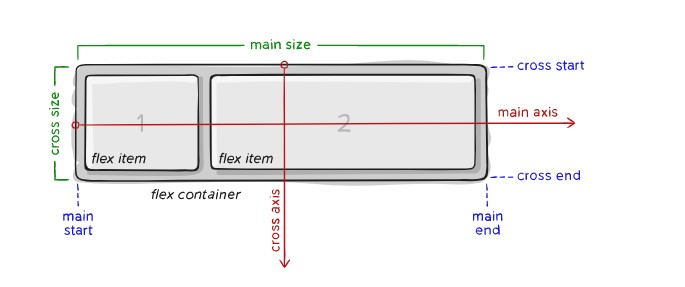 main size
cross start
cross size
1
2
main axis
flex item
flex item
cross end
flex container
cross axis
main
start
main
end